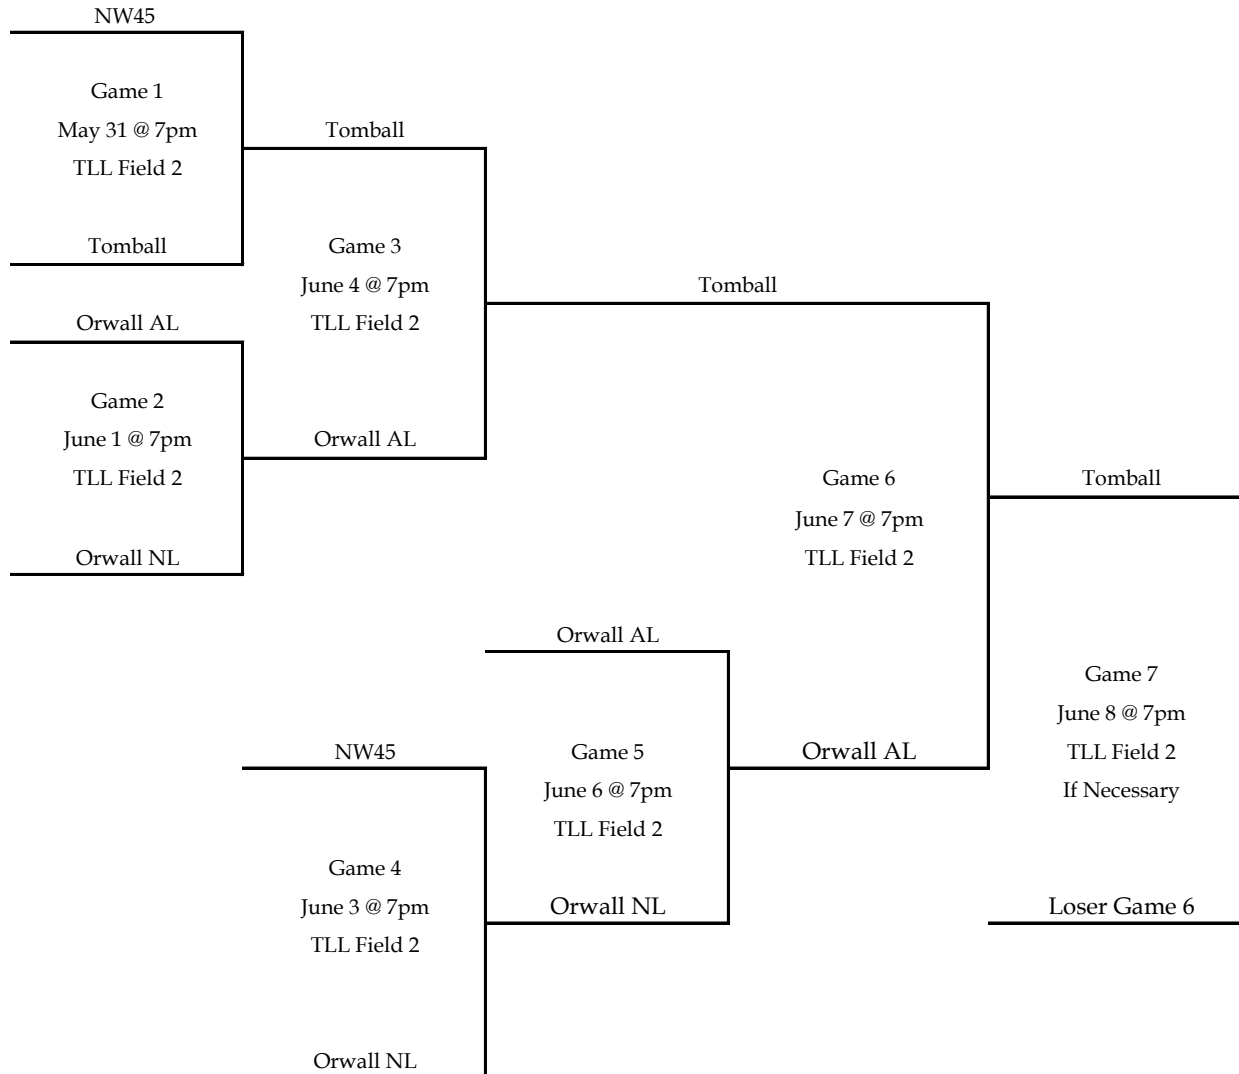 NW45
Game 1
May 31 @ 7pm
TLL Field 2
Tomball
Tomball
Orwall AL
Game 2
June 1 @ 7pm
TLL Field 2
Orwall NL
Game 3
June 4 @ 7pm
TLL Field 2
Orwall AL
Tomball
Game 6
June 7 @ 7pm
TLL Field 2
Tomball
Orwall AL
NW45
Game 5
June 6 @ 7pm
TLL Field 2
Orwall AL
Game 4
June 3 @ 7pm
TLL Field 2
Orwall NL
Orwall NL
Game 7
June 8 @ 7pm
TLL Field 2
If Necessary
Loser Game 6